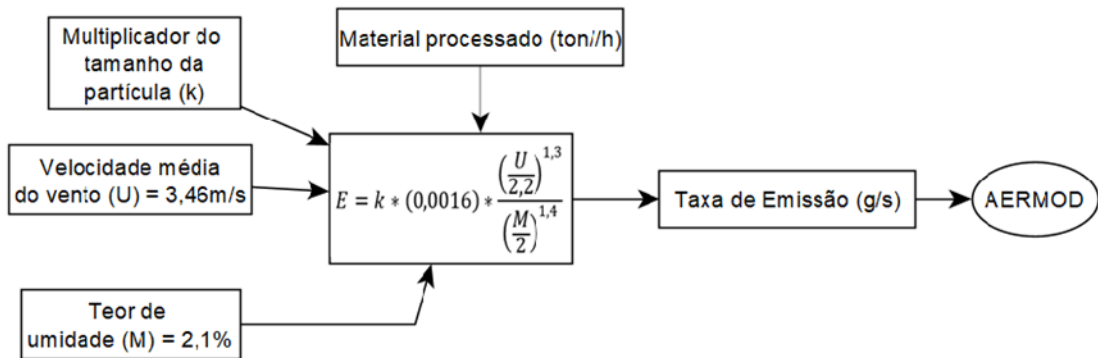 Multiplicador do
tamanho da
partícula (k)
Material processado (ton//h)
Velocidade média
do vento (U) = 3,46m/s
E = k * (0,0016) * (U/2,2)^1,3 / (M/2)^1,4
Taxa de Emissão (g/s)
AERMOD
Teor de
umidade (M) = 2,1%